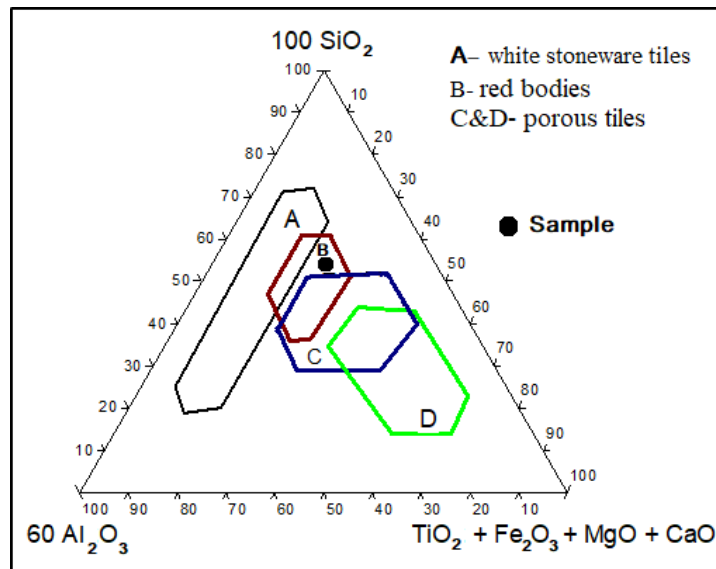 100 SiO₂
A– white stoneware tiles
B- red bodies
C&D- porous tiles
Sample
100
90
80
70
60
50
40
30
20
10
10
20
30
40
50
60
70
80
90
100
A
B
C
D
100 90 80 70 60 50 40 30 20 10
60 Al₂O₃
TiO₂ + Fe₂O₃ + MgO + CaO